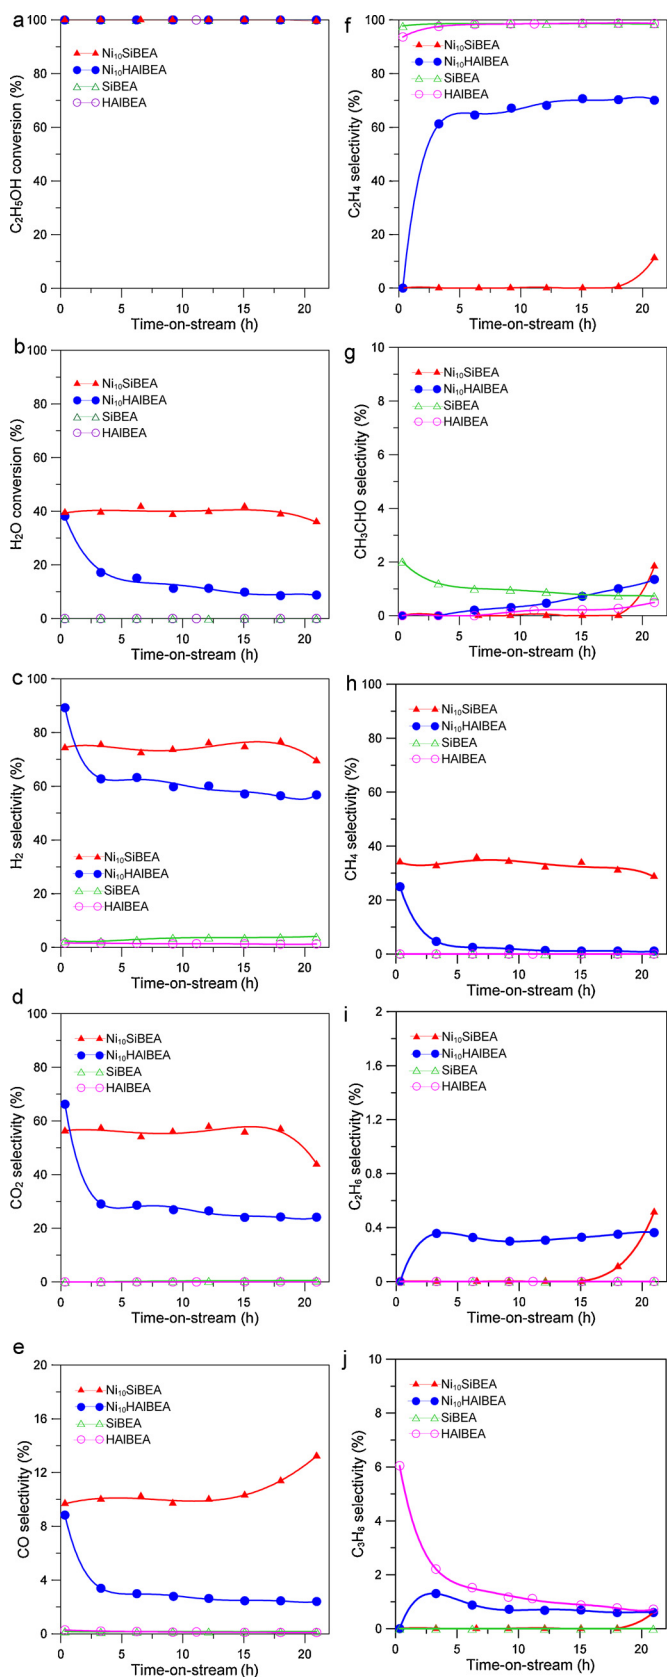 a
C₂H₅OH conversion (%)
100
80
60
40
20
0
Ni₁₀SiBEA
Ni₁₀HAlBEA
SiBEA
HAlBEA
0 5 10 15 20
Time-on-stream (h)
b
H₂O conversion (%)
100
80
60
40
20
0
Ni₁₀SiBEA
Ni₁₀HAlBEA
SiBEA
HAlBEA
0 5 10 15 20
Time-on-stream (h)
c
H₂ selectivity (%)
100
80
60
40
20
0
Ni₁₀SiBEA
Ni₁₀HAlBEA
SiBEA
HAlBEA
0 5 10 15 20
Time-on-stream (h)
d
CO₂ selectivity (%)
100
80
60
40
20
0
Ni₁₀SiBEA
Ni₁₀HAlBEA
SiBEA
HAlBEA
0 5 10 15 20
Time-on-stream (h)
e
CO selectivity (%)
20
16
12
8
4
0
Ni₁₀SiBEA
Ni₁₀HAlBEA
SiBEA
HAlBEA
0 5 10 15 20
Time-on-stream (h)
f
C₂H₄ selectivity (%)
100
80
60
40
20
0
Ni₁₀SiBEA
Ni₁₀HAlBEA
SiBEA
HAlBEA
0 5 10 15 20
Time-on-stream (h)
g
CH₃CHO selectivity (%)
10
8
6
4
2
0
Ni₁₀SiBEA
Ni₁₀HAlBEA
SiBEA
HAlBEA
0 5 10 15 20
Time-on-stream (h)
h
CH₄ selectivity (%)
100
80
60
40
20
0
Ni₁₀SiBEA
Ni₁₀HAlBEA
SiBEA
HAlBEA
0 5 10 15 20
Time-on-stream (h)
i
C₂H₆ selectivity (%)
2
1.6
1.2
0.8
0.4
0
Ni₁₀SiBEA
Ni₁₀HAlBEA
SiBEA
HAlBEA
0 5 10 15 20
Time-on-stream (h)
j
C₃H₈ selectivity (%)
10
8
6
4
2
0
Ni₁₀SiBEA
Ni₁₀HAlBEA
SiBEA
HAlBEA
0 5 10 15 20
Time-on-stream (h)